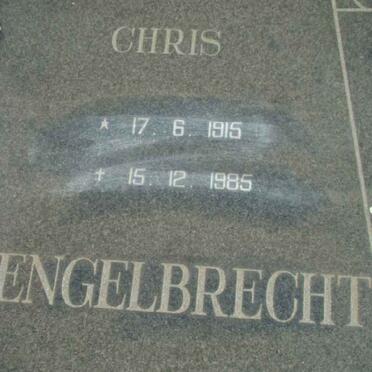 CHRIS
★ 17. 6. 1915
✝ 15. 12. 1985
ENGELBRECHT